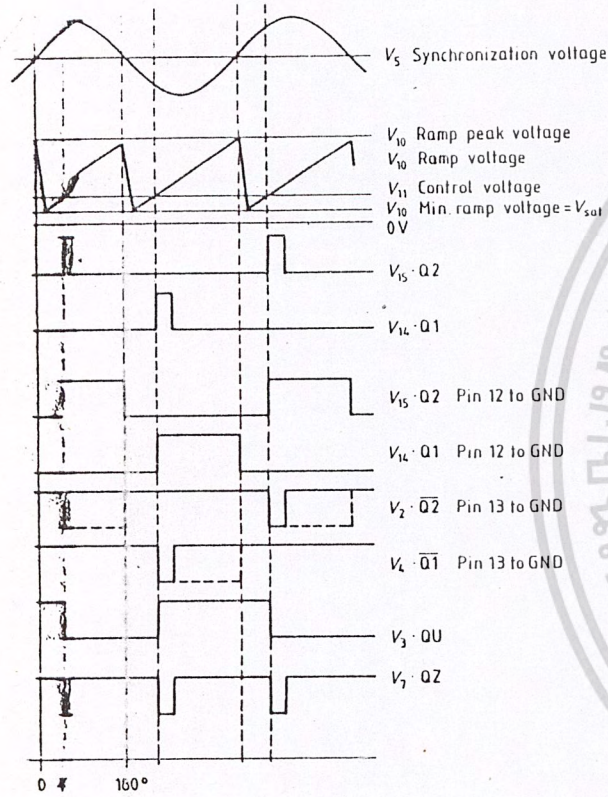 V5 Synchronization voltage
V10 Ramp peak voltage
V10 Ramp voltage
V11 Control voltage
V10 Min. ramp voltage = Vsat
0V
V15 · Q2
V14 · Q1
V15 · Q2 Pin 12 to GND
V14 · Q1 Pin 12 to GND
V2 · Q̅2̅ Pin 13 to GND
V4 · Q̅1̅ Pin 13 to GND
V3 · QU
V7 · QZ
0 180°